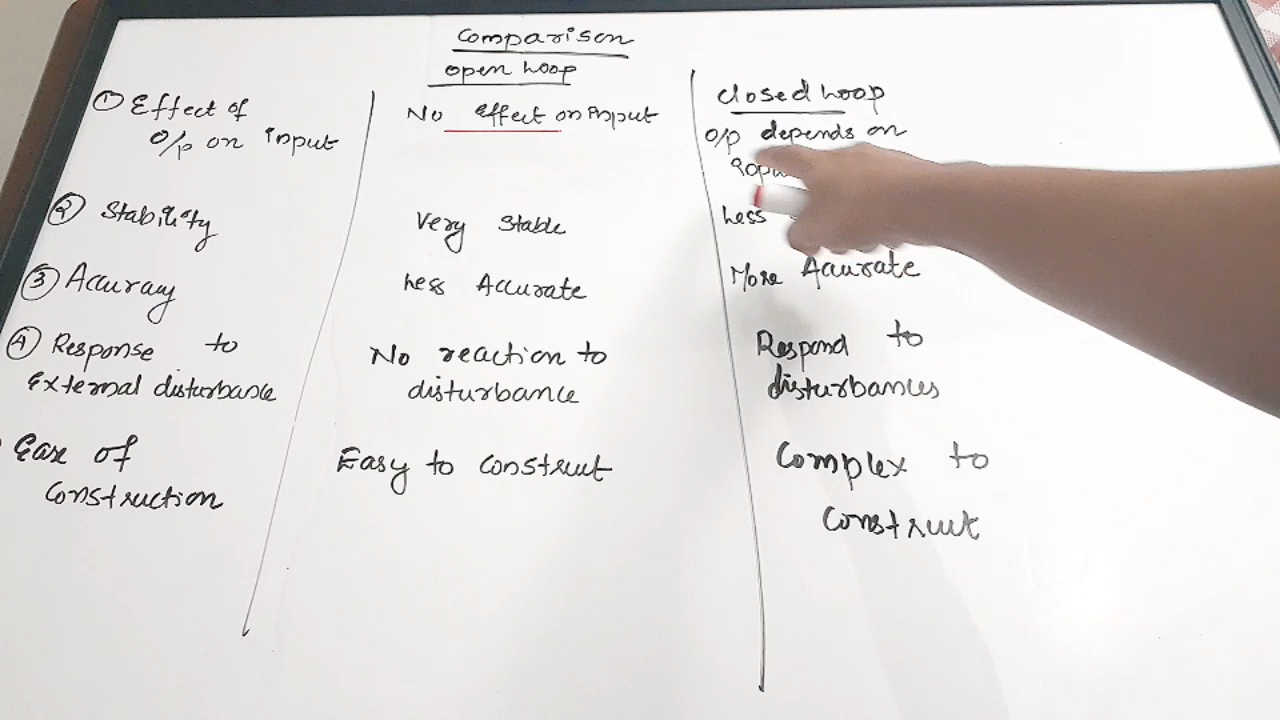 Comparison
open Loop
closed Loop
① Effect of
O/p on Input
No effect on Input
O/p depends on
② Stability
Very Stable
Less
③ Accuracy
Less Accurate
More Accurate
④ Response to
External disturbance
No reaction to
disturbance
Respond to
disturbances
Ease of
Construction
Easy to construct
Complex to
Construct